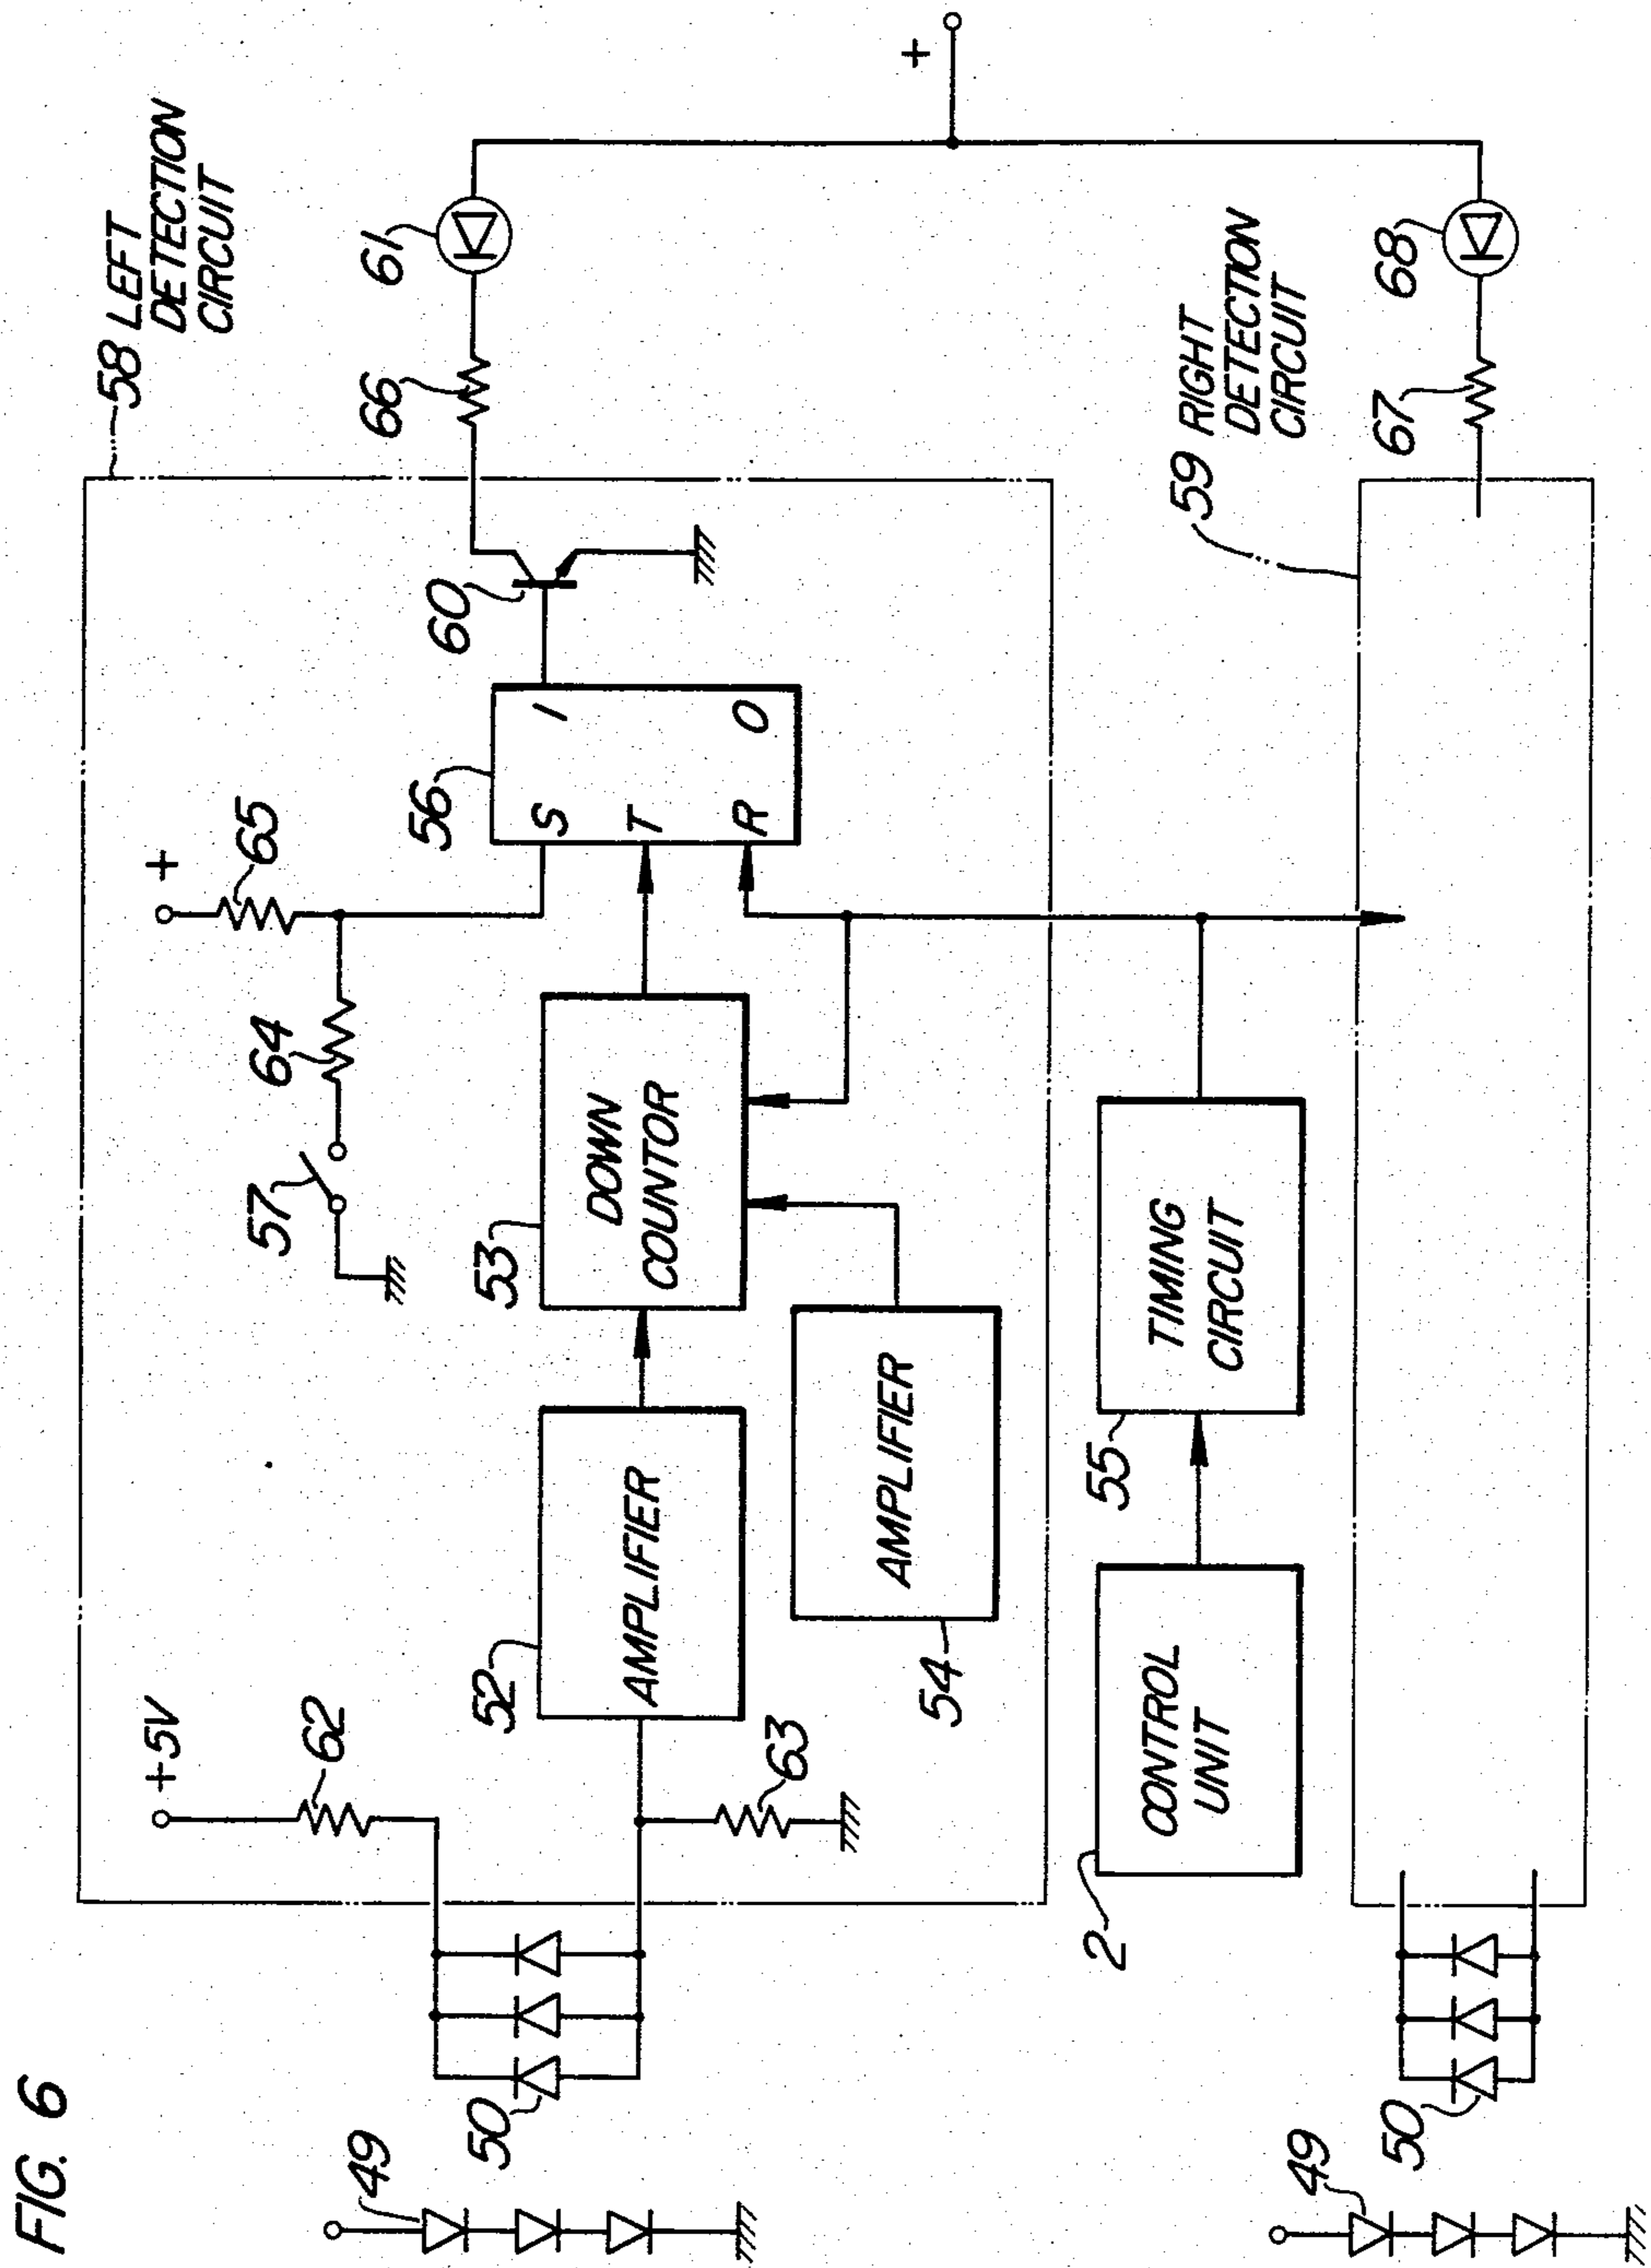 FIG. 6
58 LEFT
DETECTION
CIRCUIT
+5V
62
+
65
57
64
61
66
60
56
S
I
T
R
O
53
DOWN
COUNTOR
52
AMPLIFIER
63
54
AMPLIFIER
49
50
+
55
TIMING
CIRCUIT
2
CONTROL
UNIT
59 RIGHT
DETECTION
CIRCUIT
67
68
49
50